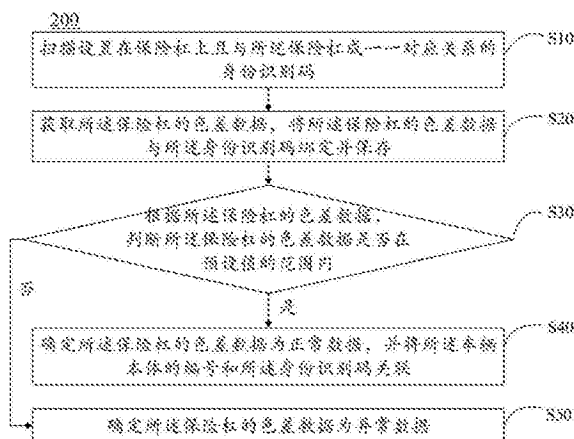 200
扫描设置在保险杠上且与所述保险杠成一一对应关系的
身份识别码
S10
获取所述保险杠的色差数据，将所述保险杠的色差数据
与所述身份识别码绑定并保存
S20
根据所述保险杠的色差数据，
判断所述保险杠的色差数据是否在
预设值的范围内
S30
否
是
确定所述保险杠的色差数据为正常数据，并将所述车辆
本体的编号和所述身份识别码关联
S40
确定所述保险杠的色差数据为异常数据
S50